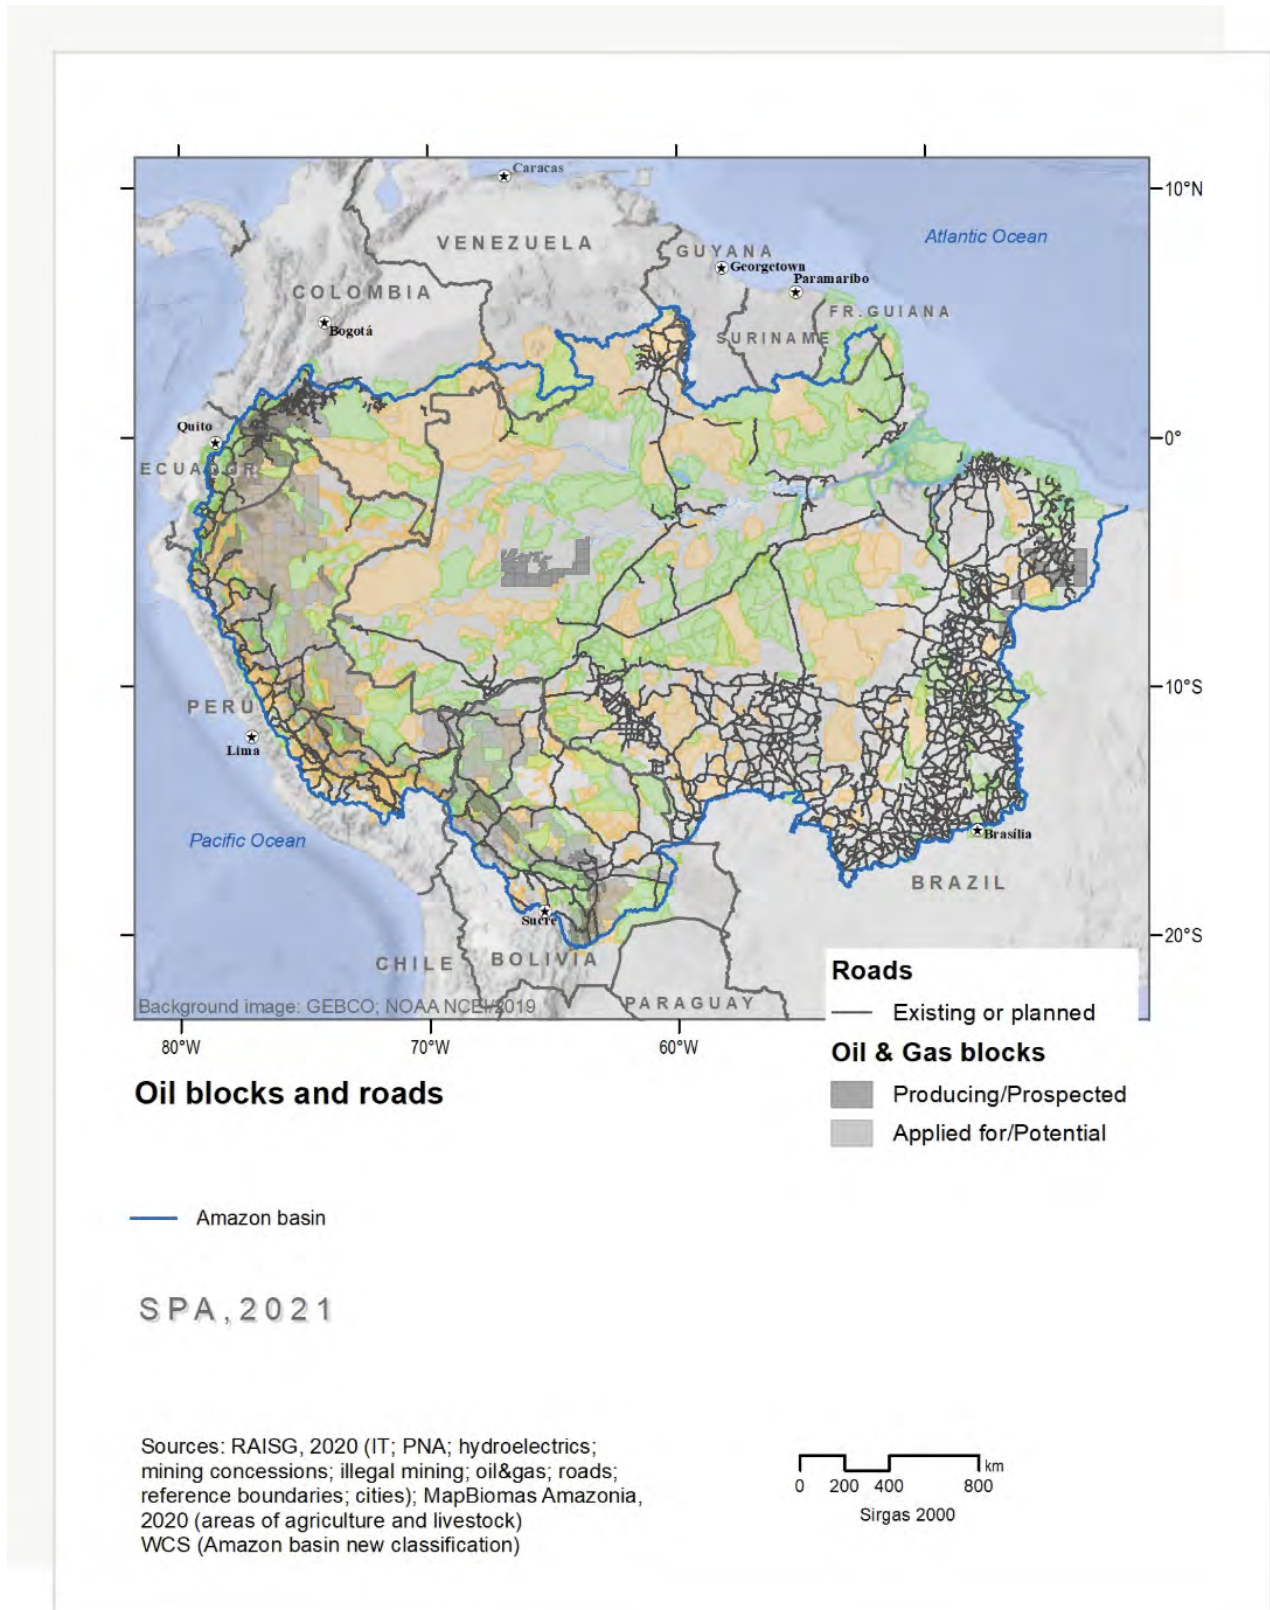 Caracas
10°N
VENEZUELA
GUYANA
Atlantic Ocean
Georgetown
Paramaribo
COLOMBIA
FR.GUIANA
Bogotá
SURINAME
Quito
0°
ECUADOR
10°S
PERU
Lima
Pacific Ocean
Brasília
BRAZIL
Sucre
20°S
CHILE
BOLIVIA
PARAGUAY
Background image: GEBCO; NOAA NCEI/2019
80°W
70°W
60°W
Roads
Existing or planned
Oil & Gas blocks
Producing/Prospected
Applied for/Potential
Oil blocks and roads
Amazon basin
SPA,2021
Sources: RAISG, 2020 (IT; PNA; hydroelectrics;
mining concessions; illegal mining; oil&gas; roads;
reference boundaries; cities); MapBiomas Amazonia,
2020 (areas of agriculture and livestock)
WCS (Amazon basin new classification)
km
0 200 400 800
Sirgas 2000